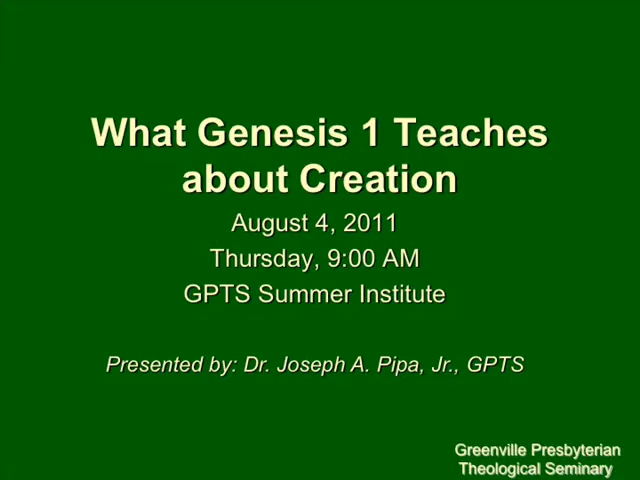 What Genesis 1 Teaches
about Creation
August 4, 2011
Thursday, 9:00 AM
GPTS Summer Institute
Presented by: Dr. Joseph A. Pipa, Jr., GPTS
Greenville Presbyterian
Theological Seminary